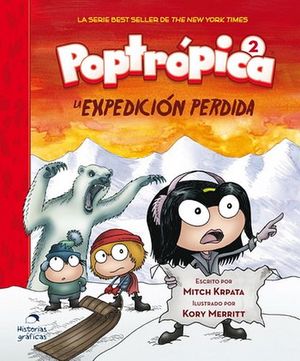 LA SERIE BEST SELLER DE THE NEW YORK TIMES
Poptrópica 2
LA EXPEDICIÓN PERDIDA
ESCRITO POR
MITCH KRPATA
ILUSTRADO POR
KORY MERRITT
Historias
gráficas